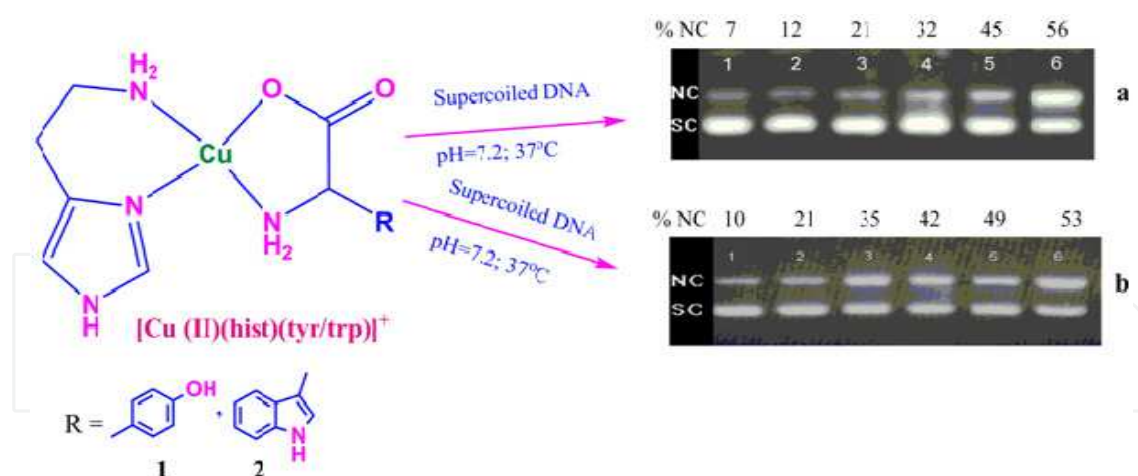 % NC 7 12 21 32 45 56
1 2 3 4 5 6
NC
SC
a
H2
N
O
O
Cu
N
N
H2
R
N
H
Supercoiled DNA
pH=7.2; 37°C
Supercoiled DNA
pH=7.2; 37°C
% NC 10 21 35 42 49 53
1 2 3 4 5 6
NC
SC
b
[Cu (II)(hist)(tyr/trp)]+
R = OH , N H
1 2